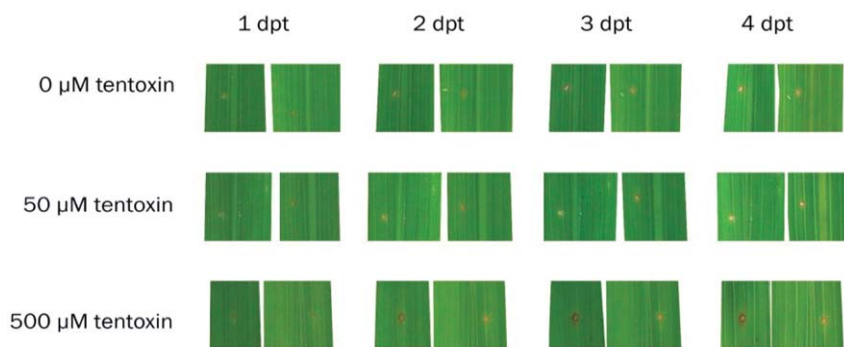 1 dpt 2 dpt 3 dpt 4 dpt
0 µM tentoxin
50 µM tentoxin
500 µM tentoxin